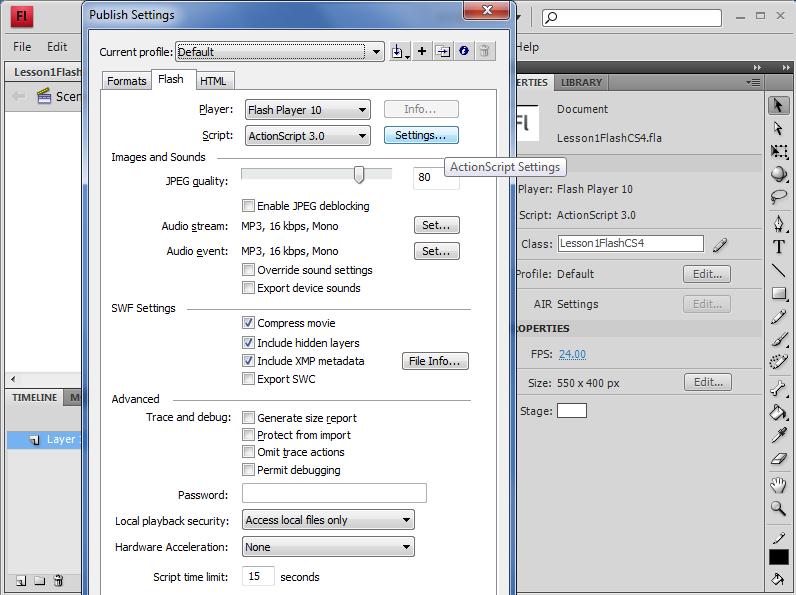 Fl
Publish Settings
File Edit
Help
Lesson1Flash
Scen
Current profile: Default
Formats Flash HTML
Player: Flash Player 10 Info...
Script: ActionScript 3.0 Settings...
ActionScript Settings
Images and Sounds
JPEG quality: 80
Enable JPEG deblocking
Audio stream: MP3, 16 kbps, Mono Set...
Audio event: MP3, 16 kbps, Mono Set...
Override sound settings
Export device sounds
SWF Settings
Compress movie
Include hidden layers
Include XMP metadata File Info...
Export SWC
Advanced
Trace and debug: Generate size report
Protect from import
Omit trace actions
Permit debugging
Password:
Local playback security: Access local files only
Hardware Acceleration: None
Script time limit: 15 seconds
TIMELINE MO
Layer
ERTIES LIBRARY
Fl
Document
Lesson1FlashCS4.fla
Player: Flash Player 10
Script: ActionScript 3.0
Class: Lesson1FlashCS4
Profile: Default Edit...
AIR Settings Edit...
ROPERTIES
FPS: 24.00
Size: 550 x 400 px Edit...
Stage:
T